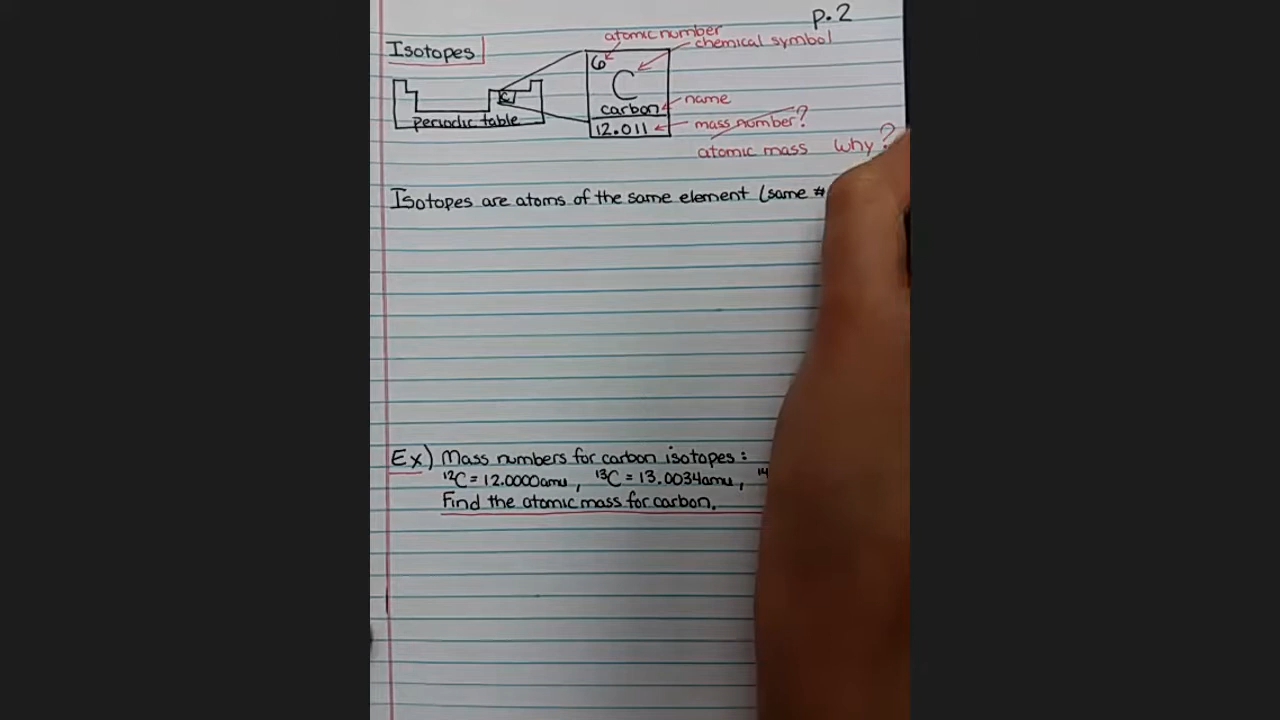 p.2
Isotopes
atomic number
chemical symbol
6
C
carbon
name
12.011
mass number?
atomic mass Why?
C
periodic table
Isotopes are atoms of the same element (same #
Ex) Mass numbers for carbon isotopes:
¹²C = 12.0000amu, ¹³C = 13.0034amu, ¹⁴
Find the atomic mass for carbon.